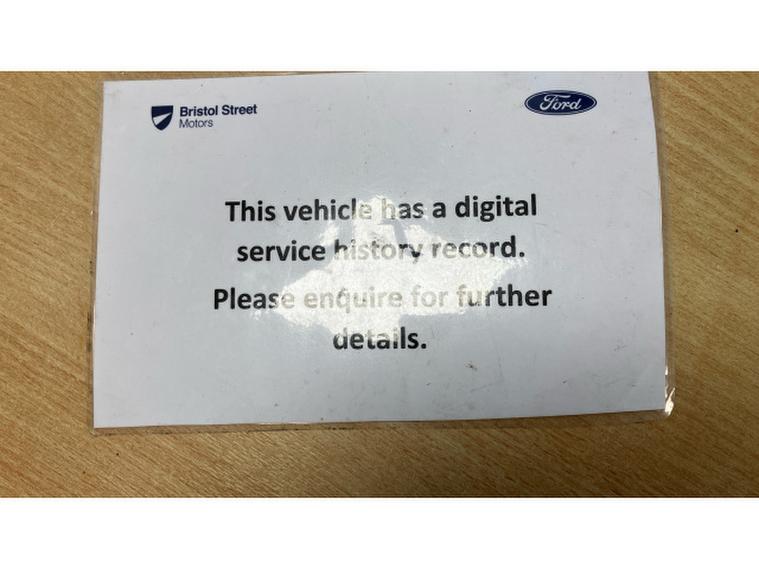 Bristol Street
Motors
Ford
This vehicle has a digital
service history record.
Please enquire for further
details.